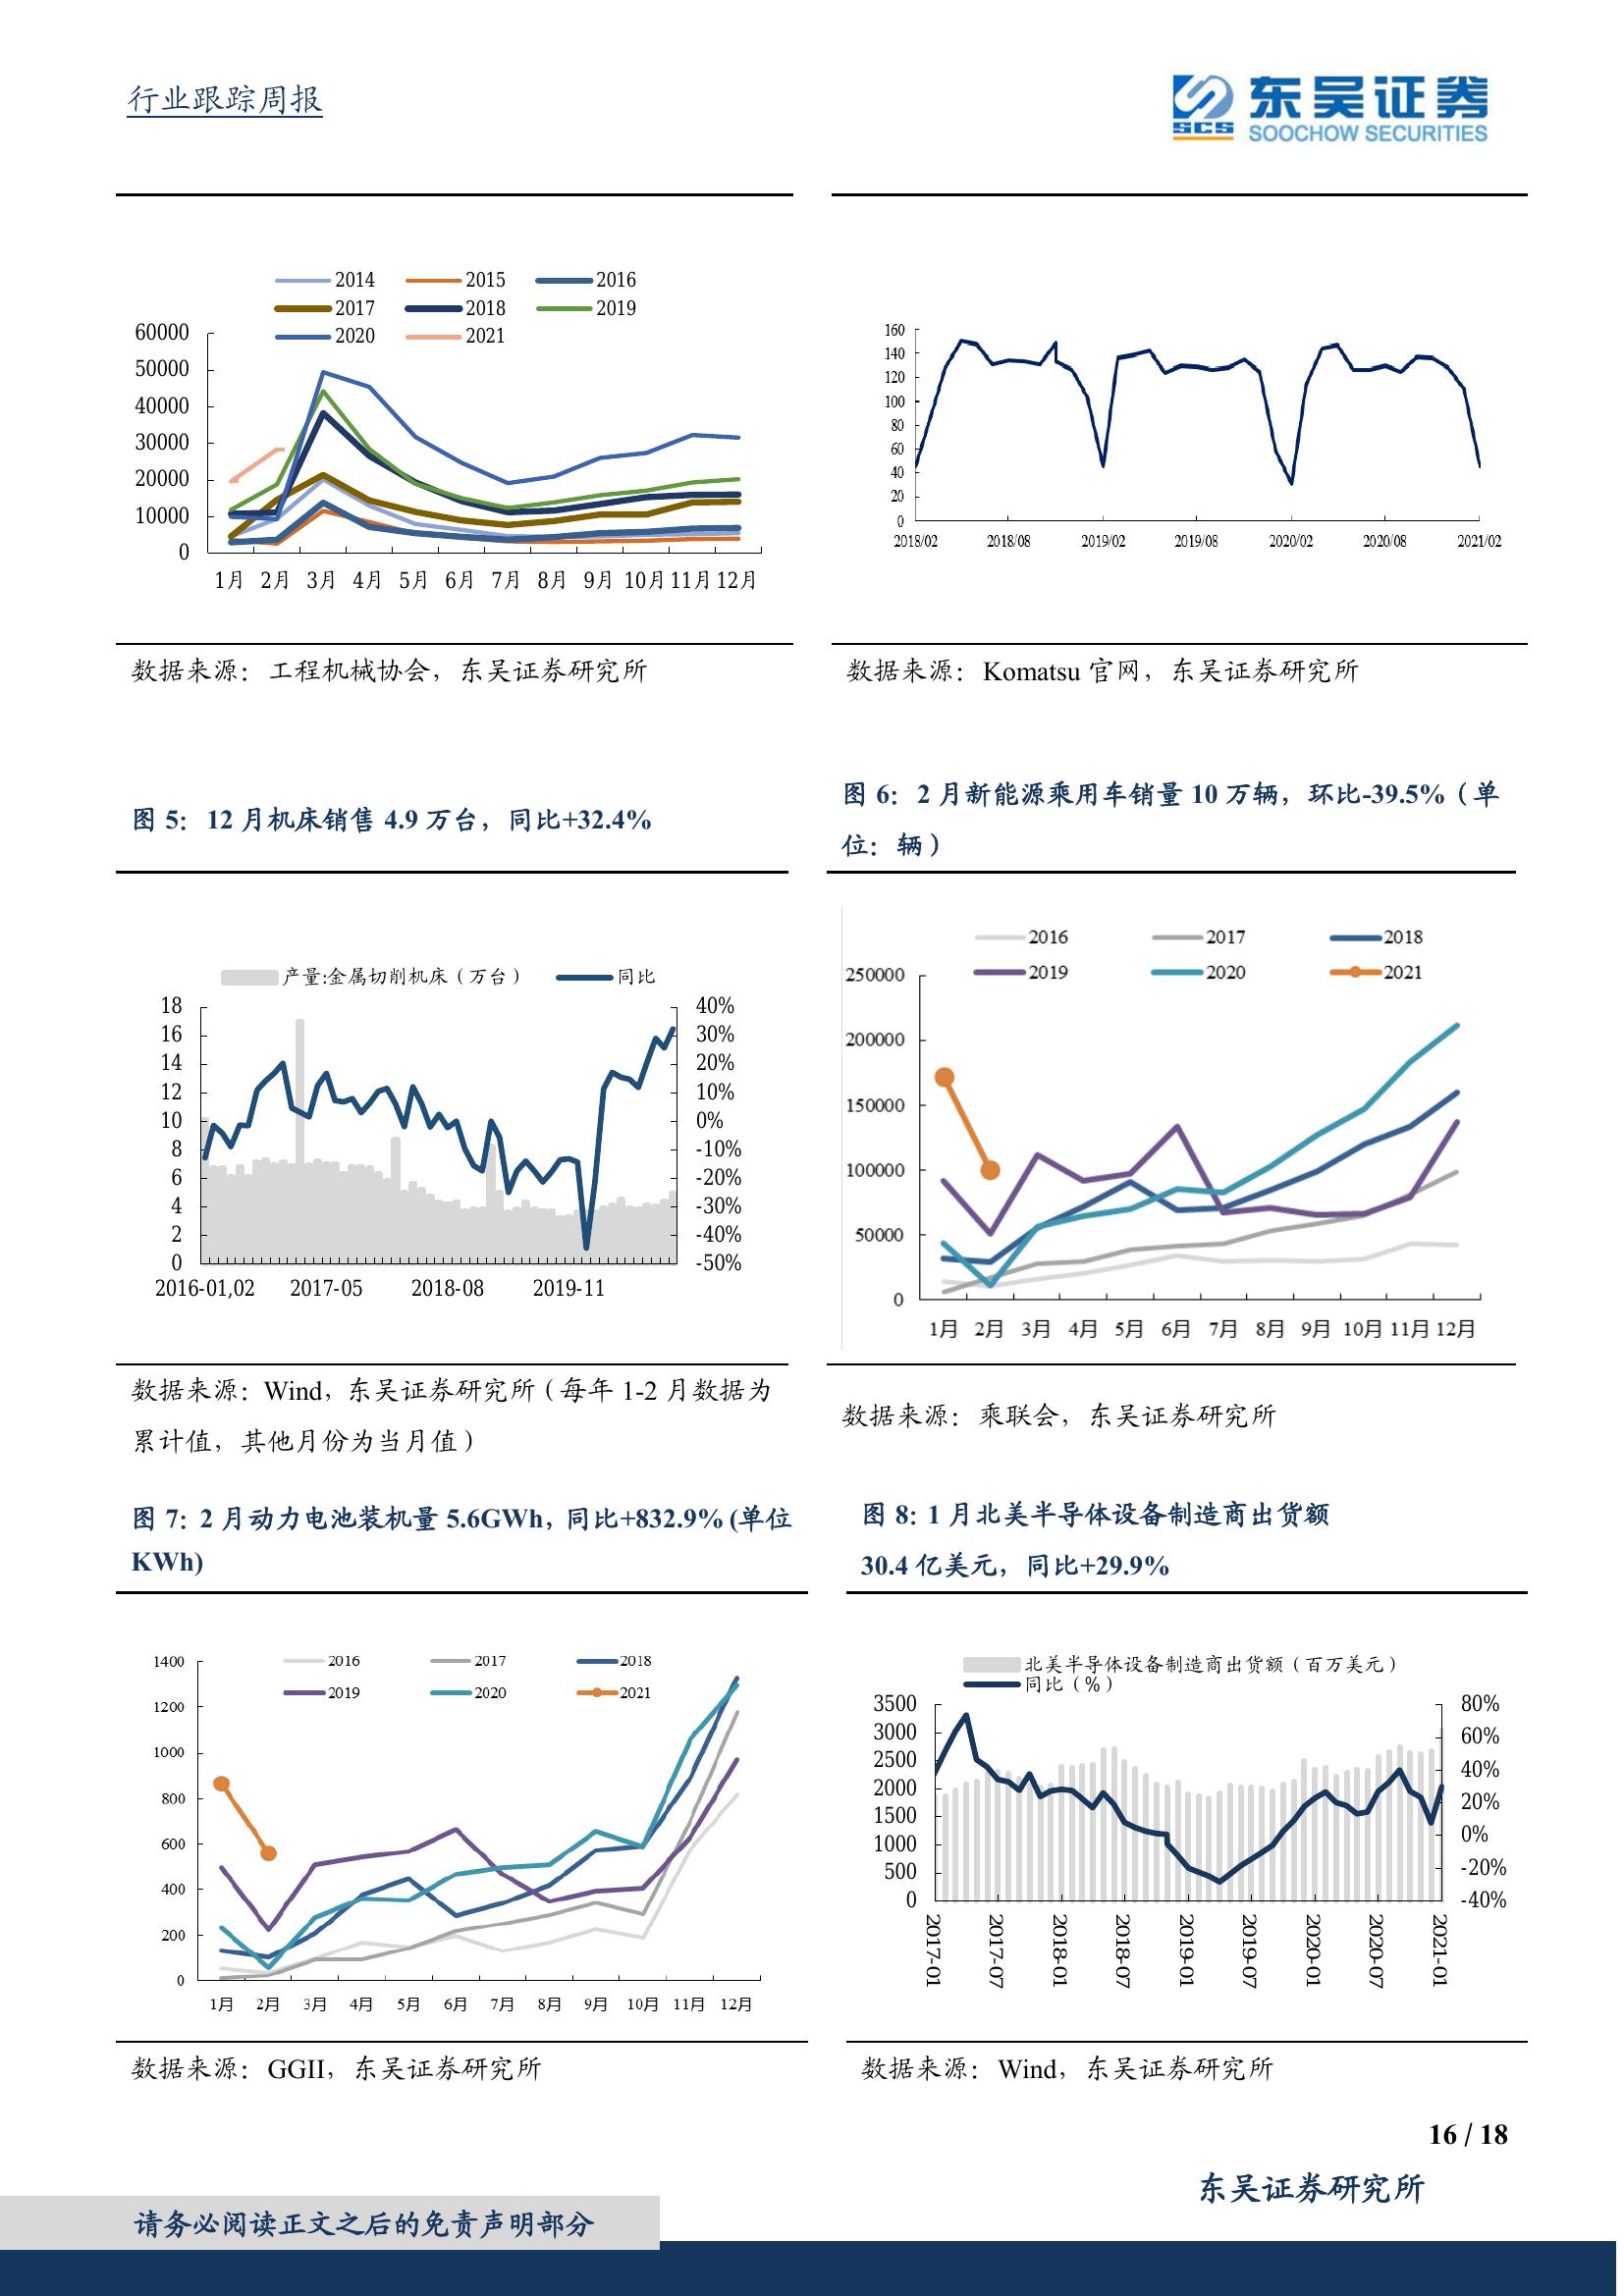 行业跟踪周报
SCS
东吴证券
SOOCHOW SECURITIES
2014 2015 2016
2017 2018 2019
2020 2021
60000
50000
40000
30000
20000
10000
0
1月 2月 3月 4月 5月 6月 7月 8月 9月 10月 11月 12月
数据来源：工程机械协会，东吴证券研究所
160
140
120
100
80
60
40
20
0
2018/02 2018/08 2019/02 2019/08 2020/02 2020/08 2021/02
数据来源：Komatsu 官网，东吴证券研究所
图 5：12 月机床销售 4.9 万台，同比+32.4%
产量:金属切削机床（万台） 同比
18
16
14
12
10
8
6
4
2
0
40%
30%
20%
10%
0%
-10%
-20%
-30%
-40%
-50%
2016-01,02 2017-05 2018-08 2019-11
数据来源：Wind，东吴证券研究所（每年 1-2 月数据为
累计值，其他月份为当月值）
图 6：2 月新能源乘用车销量 10 万辆，环比-39.5%（单
位：辆）
2016 2017 2018
2019 2020 2021
250000
200000
150000
100000
50000
0
1月 2月 3月 4月 5月 6月 7月 8月 9月 10月 11月 12月
数据来源：乘联会，东吴证券研究所
图 7：2 月动力电池装机量 5.6GWh，同比+832.9% (单位
KWh)
2016 2017 2018
2019 2020 2021
1400
1200
1000
800
600
400
200
0
1月 2月 3月 4月 5月 6月 7月 8月 9月 10月 11月 12月
数据来源：GGII，东吴证券研究所
图 8：1 月北美半导体设备制造商出货额
30.4 亿美元，同比+29.9%
北美半导体设备制造商出货额（百万美元）
同比（%）
3500
3000
2500
2000
1500
1000
500
0
80%
60%
40%
20%
0%
-20%
-40%
2017-01 2017-07 2018-01 2018-07 2019-01 2019-07 2020-01 2020-07 2021-01
数据来源：Wind，东吴证券研究所
16 / 18
东吴证券研究所
请务必阅读正文之后的免责声明部分